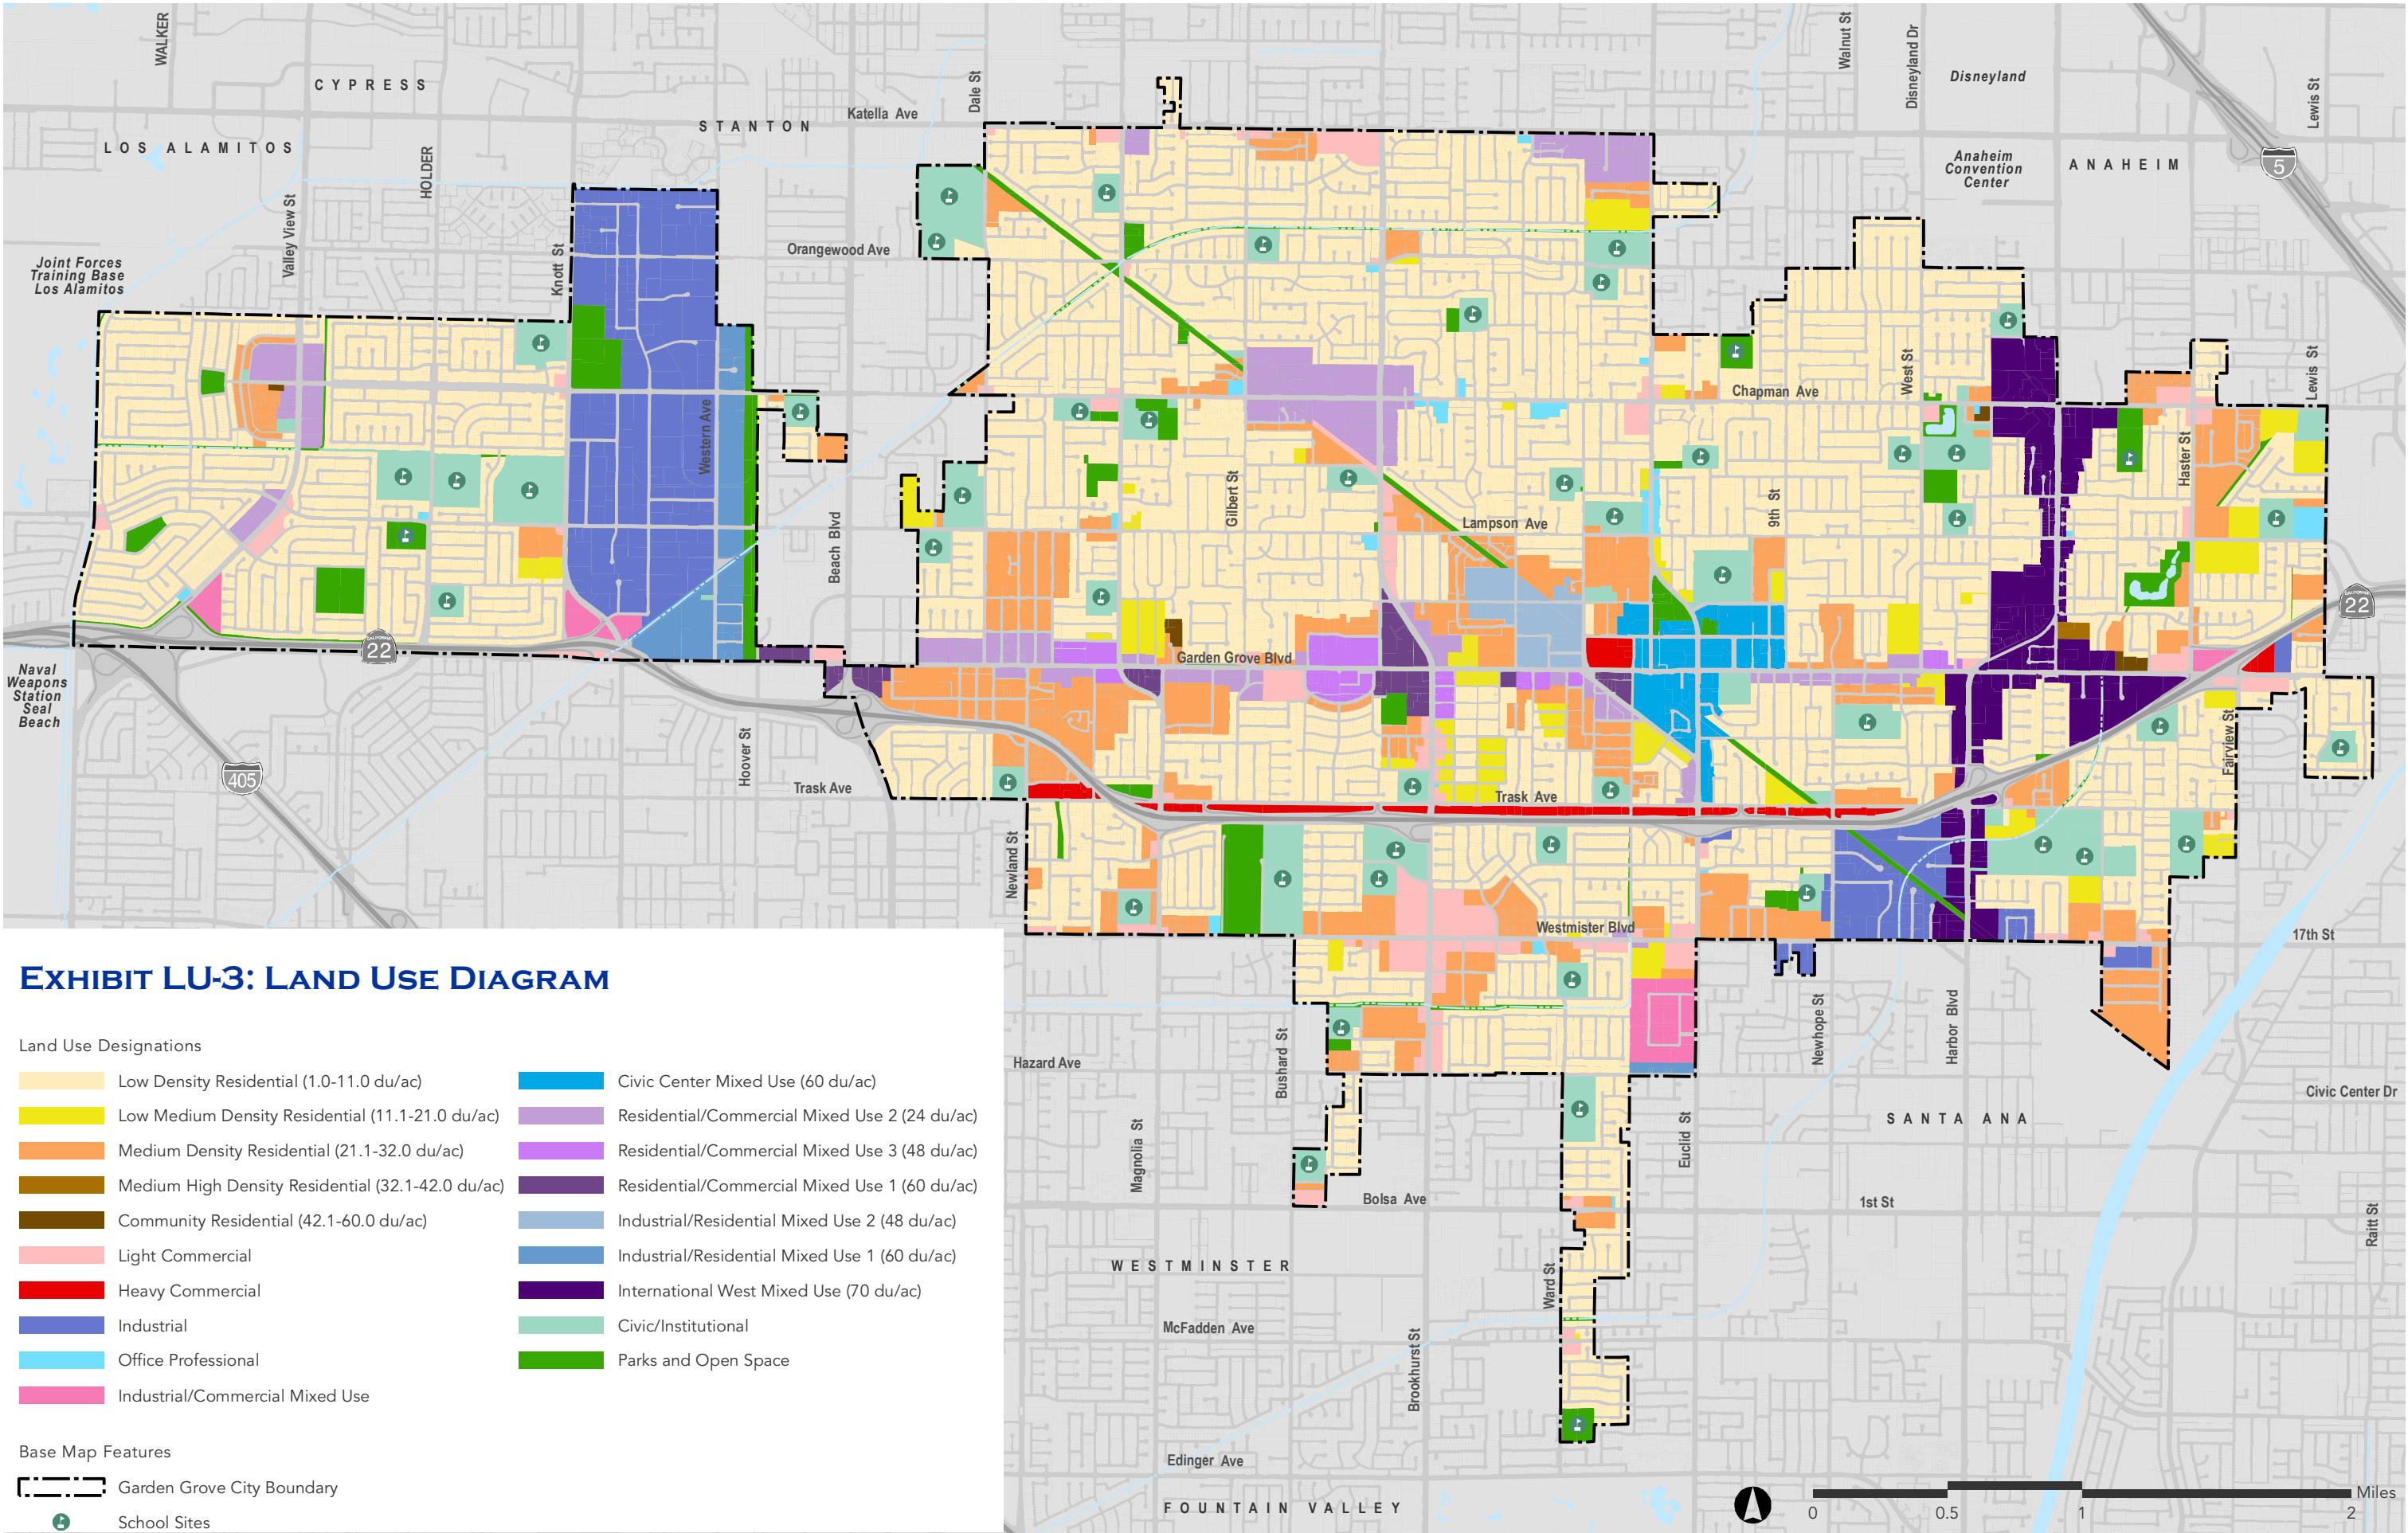 WALKER
CYPRESS
LOS ALAMITOS
HOLDER
Valley View St
Knott St
STANTON
Katella Ave
Dale St
Orangewood Ave
Walnut St
Disneyland Dr
Disneyland
Lewis St
5
Anaheim
Convention
Center
ANAHEIM
Joint Forces
Training Base
Los Alamitos
Western Ave
Chapman Ave
West St
Lewis St
Haster St
Gilbert St
Lampson Ave
9th St
Beach Blvd
22
22
Garden Grove Blvd
Naval
Weapons
Station
Seal
Beach
405
Hoover St
Trask Ave
Trask Ave
Fairview St
Newland St
Westmister Blvd
17th St
Hazard Ave
Bushard St
Magnolia St
Newhope St
Harbor Blvd
Euclid St
Civic Center Dr
SANTA ANA
Bolsa Ave
1st St
Raitt St
WESTMINSTER
Ward St
McFadden Ave
Brookhurst St
Edinger Ave
FOUNTAIN VALLEY
Miles
0
0.5
1
2
EXHIBIT LU-3: LAND USE DIAGRAM
Land Use Designations
Low Density Residential (1.0-11.0 du/ac)
Low Medium Density Residential (11.1-21.0 du/ac)
Medium Density Residential (21.1-32.0 du/ac)
Medium High Density Residential (32.1-42.0 du/ac)
Community Residential (42.1-60.0 du/ac)
Light Commercial
Heavy Commercial
Industrial
Office Professional
Industrial/Commercial Mixed Use
Civic Center Mixed Use (60 du/ac)
Residential/Commercial Mixed Use 2 (24 du/ac)
Residential/Commercial Mixed Use 3 (48 du/ac)
Residential/Commercial Mixed Use 1 (60 du/ac)
Industrial/Residential Mixed Use 2 (48 du/ac)
Industrial/Residential Mixed Use 1 (60 du/ac)
International West Mixed Use (70 du/ac)
Civic/Institutional
Parks and Open Space
Base Map Features
Garden Grove City Boundary
School Sites